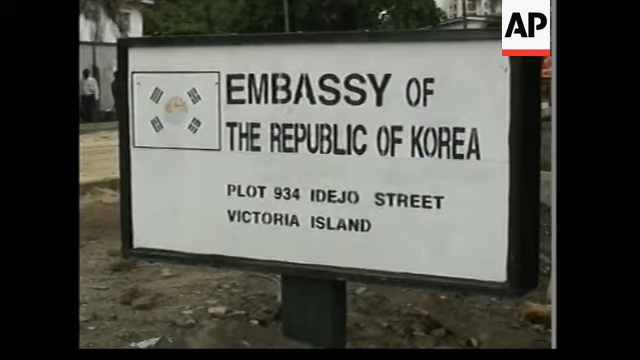 AP
EMBASSY OF
THE REPUBLIC OF KOREA
PLOT 934 IDEJO STREET
VICTORIA ISLAND